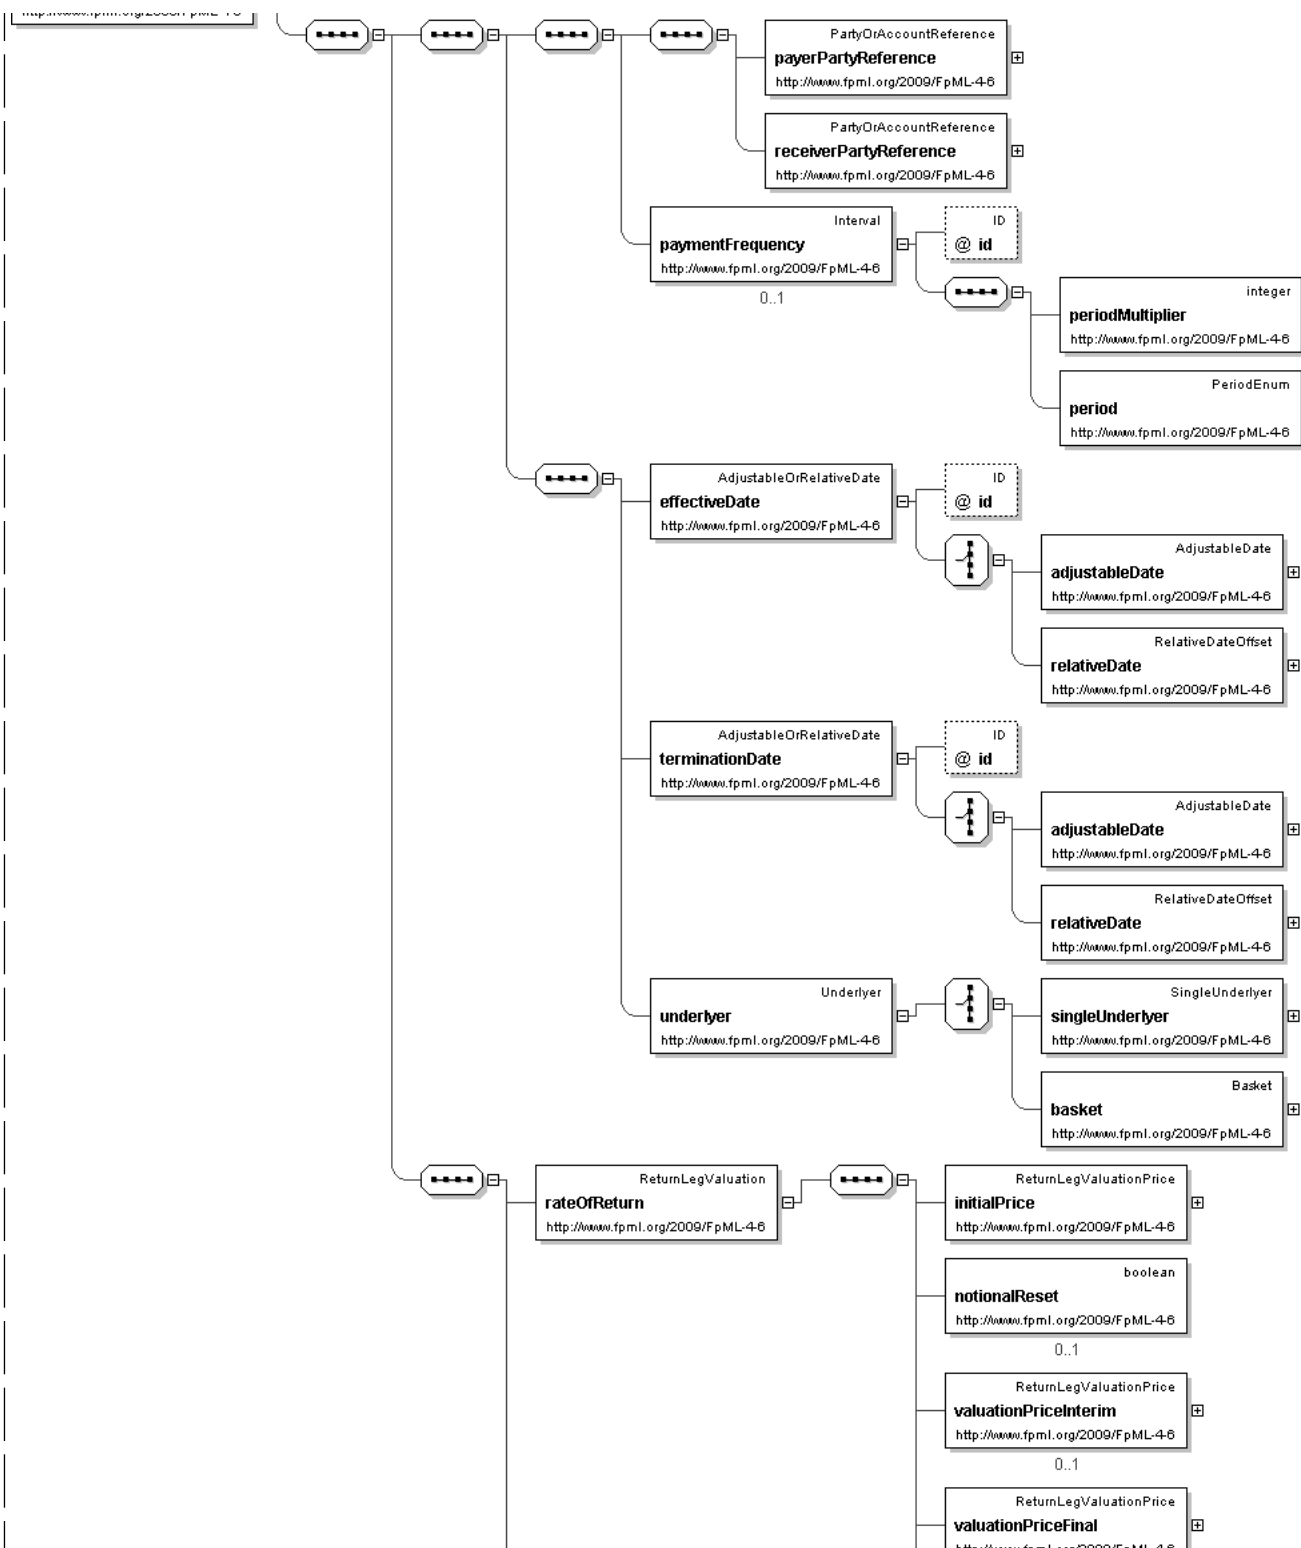 PartyOrAccountReference
payerPartyReference
http://www.fpml.org/2009/FpML-4-6
PartyOrAccountReference
receiverPartyReference
http://www.fpml.org/2009/FpML-4-6
Interval
paymentFrequency
http://www.fpml.org/2009/FpML-4-6
0..1
ID
@ id
integer
periodMultiplier
http://www.fpml.org/2009/FpML-4-6
PeriodEnum
period
http://www.fpml.org/2009/FpML-4-6
AdjustableOrRelativeDate
effectiveDate
http://www.fpml.org/2009/FpML-4-6
ID
@ id
AdjustableDate
adjustableDate
http://www.fpml.org/2009/FpML-4-6
RelativeDateOffset
relativeDate
http://www.fpml.org/2009/FpML-4-6
AdjustableOrRelativeDate
terminationDate
http://www.fpml.org/2009/FpML-4-6
ID
@ id
AdjustableDate
adjustableDate
http://www.fpml.org/2009/FpML-4-6
RelativeDateOffset
relativeDate
http://www.fpml.org/2009/FpML-4-6
Underlyer
underlyer
http://www.fpml.org/2009/FpML-4-6
SingleUnderlyer
singleUnderlyer
http://www.fpml.org/2009/FpML-4-6
Basket
basket
http://www.fpml.org/2009/FpML-4-6
ReturnLegValuation
rateOfReturn
http://www.fpml.org/2009/FpML-4-6
ReturnLegValuationPrice
initialPrice
http://www.fpml.org/2009/FpML-4-6
boolean
notionalReset
http://www.fpml.org/2009/FpML-4-6
0..1
ReturnLegValuationPrice
valuationPriceInterim
http://www.fpml.org/2009/FpML-4-6
0..1
ReturnLegValuationPrice
valuationPriceFinal